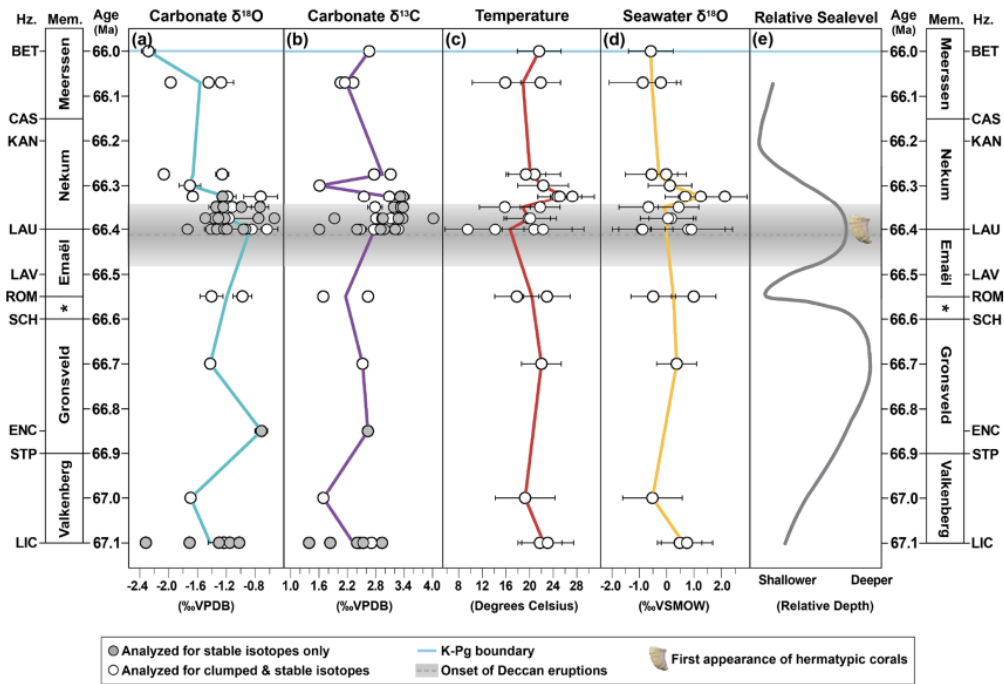 Hz. Mem. Age (Ma) Carbonate δ18O Carbonate δ13C Temperature Seawater δ18O Relative Sealevel Age (Ma) Mem. Hz.
(a) (b) (c) (d) (e)
BET 66.0 66.0 BET
Meerssen Meerssen
66.1 66.1
CAS CAS
KAN 66.2 66.2 KAN
Nekum Nekum
66.3 66.3
LAU 66.4 66.4 LAU
Emaël Emaël
LAV 66.5 66.5 LAV
ROM ROM
* *
SCH 66.6 66.6 SCH
Gronsveld Gronsveld
66.7 66.7
66.8 66.8
ENC ENC
STP 66.9 66.9 STP
Valkenberg Valkenberg
67.0 67.0
LIC 67.1 67.1 LIC
-2.4 -2.0 -1.6 -1.2 -0.8 1.0 1.6 2.2 2.8 3.4 4.0 4 8 12 16 20 24 28 -2 -1 0 1 2 Shallower Deeper
(‰VPDB) (‰VPDB) (Degrees Celsius) (‰VSMOW) (Relative Depth)
Analyzed for stable isotopes only K-Pg boundary First appearance of hermatypic corals
Analyzed for clumped & stable isotopes Onset of Deccan eruptions